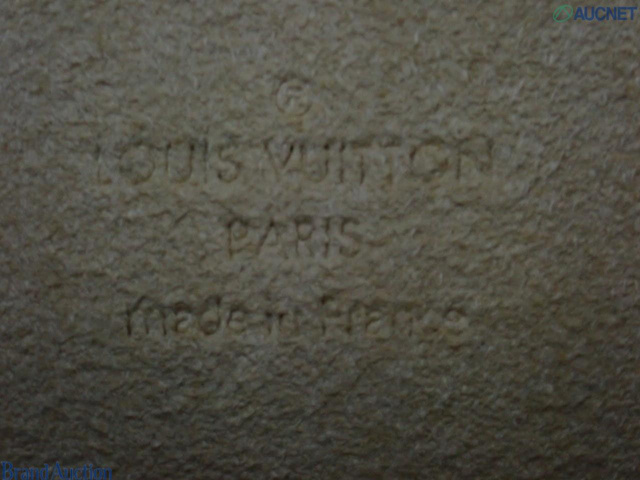 AUCNET
®
LOUIS VUITTON
PARIS
made in France
Brand Auction